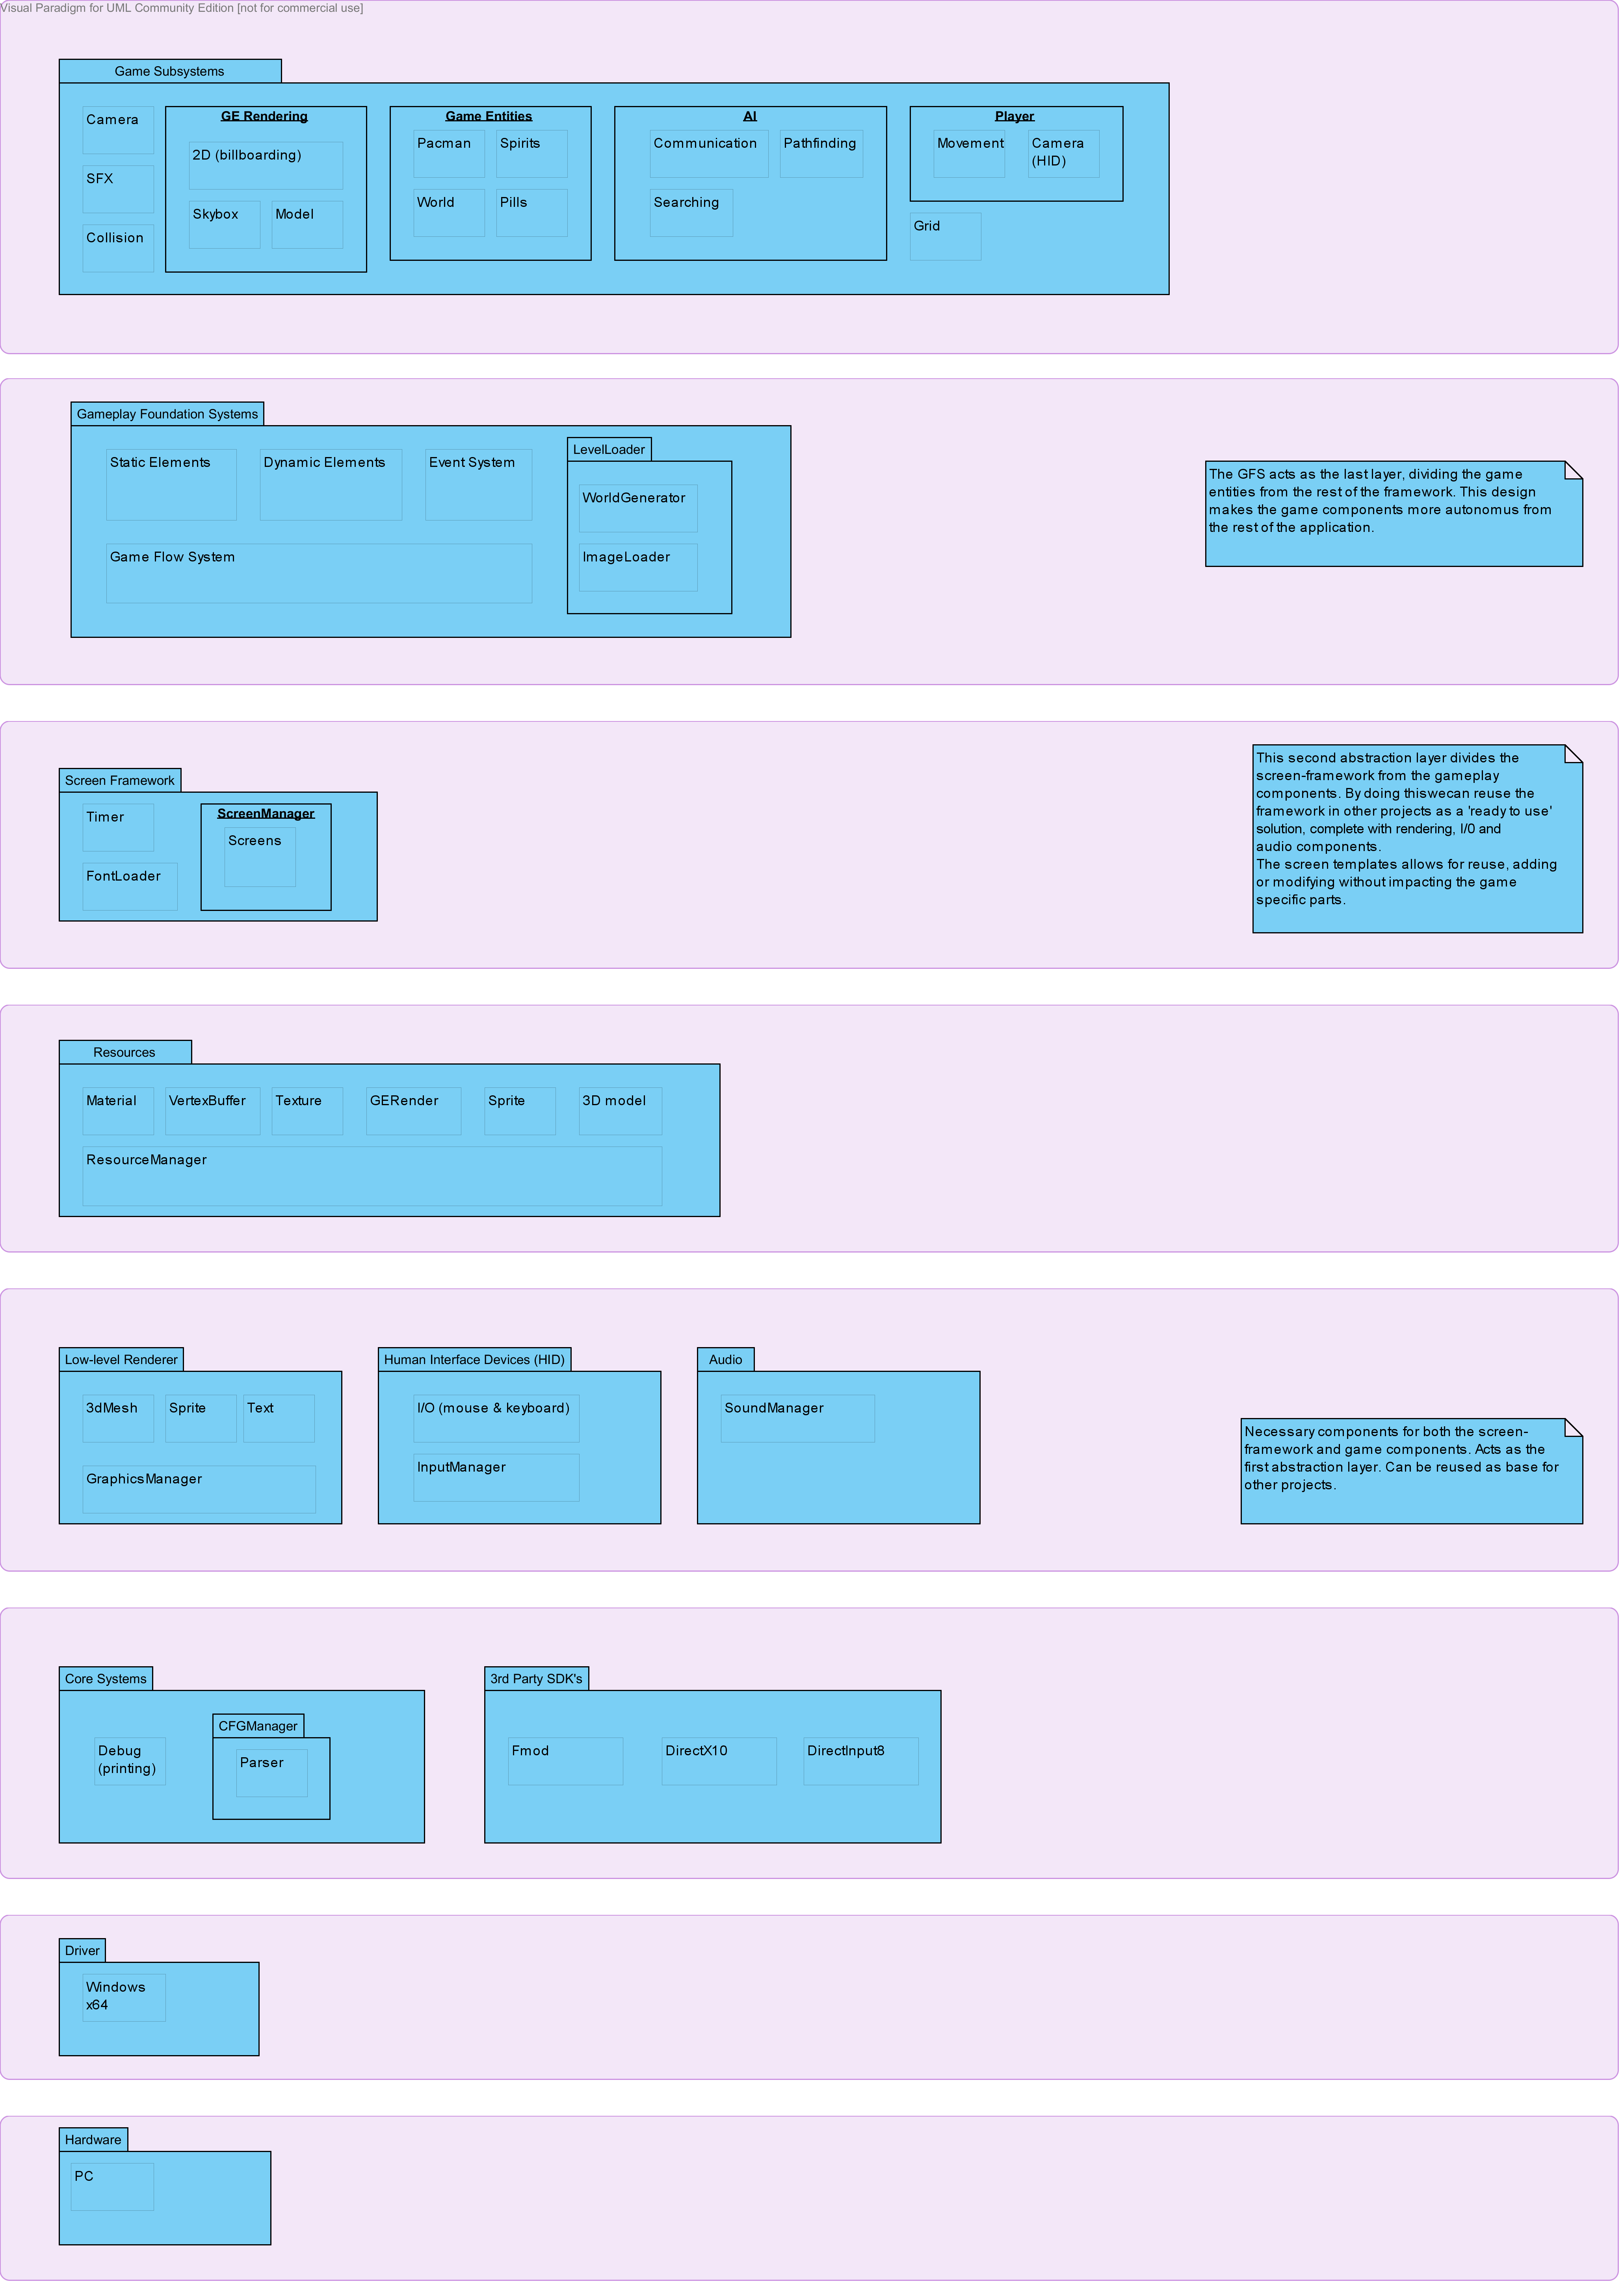 Visual Paradigm for UML Community Edition [not for commercial use]
Game Subsystems
Camera
SFX
Collision
GE Rendering
2D (billboarding)
Skybox
Model
Game Entities
Pacman
Spirits
World
Pills
AI
Communication
Pathfinding
Searching
Player
Movement
Camera
(HID)
Grid
Gameplay Foundation Systems
Static Elements
Dynamic Elements
Event System
Game Flow System
LevelLoader
WorldGenerator
ImageLoader
The GFS acts as the last layer, dividing the game
entities from the rest of the framework. This design
makes the game components more autonomus from
the rest of the application.
Screen Framework
Timer
FontLoader
ScreenManager
Screens
This second abstraction layer divides the
screen-framework from the gameplay
components. By doing thiswecan reuse the
framework in other projects as a 'ready to use'
solution, complete with rendering, I/0 and
audio components.
The screen templates allows for reuse, adding
or modifying without impacting the game
specific parts.
Resources
Material
VertexBuffer
Texture
GERender
Sprite
3D model
ResourceManager
Low-level Renderer
3dMesh
Sprite
Text
GraphicsManager
Human Interface Devices (HID)
I/O (mouse & keyboard)
InputManager
Audio
SoundManager
Necessary components for both the screen-
framework and game components. Acts as the
first abstraction layer. Can be reused as base for
other projects.
Core Systems
Debug
(printing)
CFGManager
Parser
3rd Party SDK's
Fmod
DirectX10
DirectInput8
Driver
Windows
x64
Hardware
PC